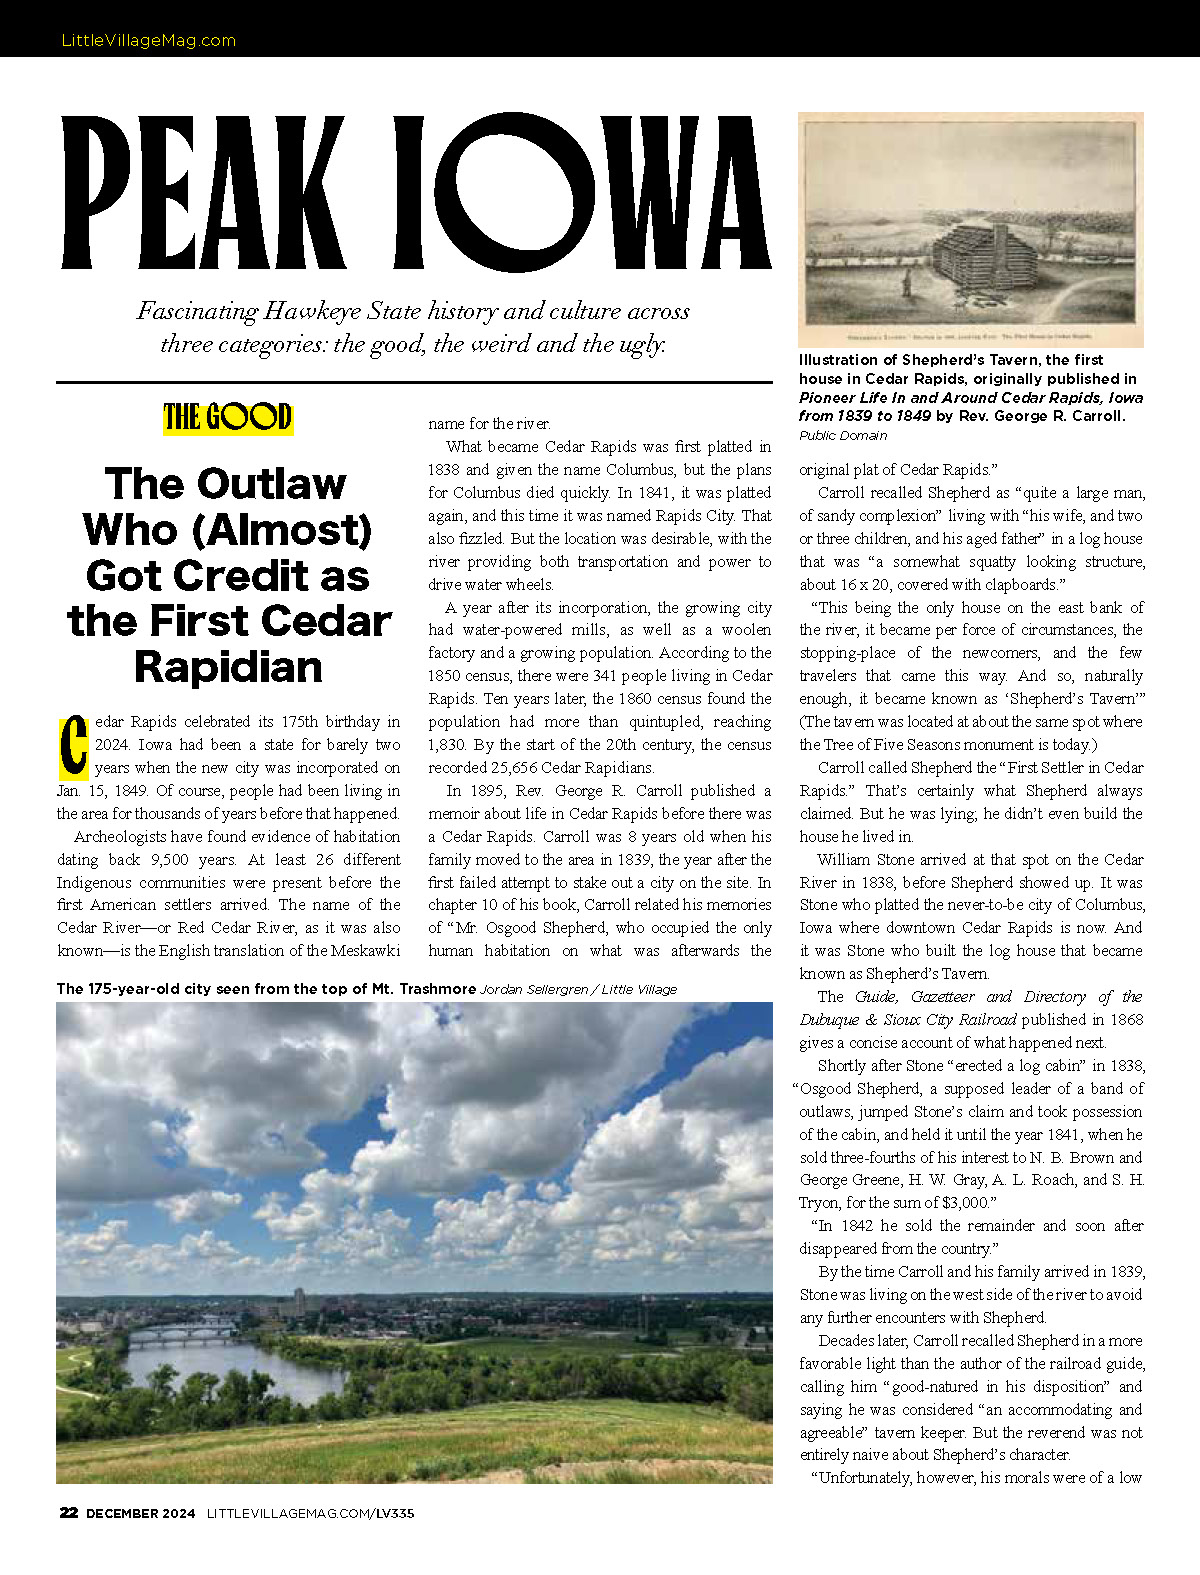 LittleVillageMag.com
PEAK IOWA
Fascinating Hawkeye State history and culture across
three categories: the good, the weird and the ugly.
THE GOOD
The Outlaw
Who (Almost)
Got Credit as
the First Cedar
Rapidian
Cedar Rapids celebrated its 175th birthday in
2024. Iowa had been a state for barely two
years when the new city was incorporated on
Jan. 15, 1849. Of course, people had been living in
the area for thousands of years before that happened.
Archeologists have found evidence of habitation
dating back 9,500 years. At least 26 different
Indigenous communities were present before the
first American settlers arrived. The name of the
Cedar River—or Red Cedar River, as it was also
known—is the English translation of the Meskawki
name for the river.
What became Cedar Rapids was first platted in
1838 and given the name Columbus, but the plans
for Columbus died quickly. In 1841, it was platted
again, and this time it was named Rapids City. That
also fizzled. But the location was desirable, with the
river providing both transportation and power to
drive water wheels.
A year after its incorporation, the growing city
had water-powered mills, as well as a woolen
factory and a growing population. According to the
1850 census, there were 341 people living in Cedar
Rapids. Ten years later, the 1860 census found the
population had more than quintupled, reaching
1,830. By the start of the 20th century, the census
recorded 25,656 Cedar Rapidians.
In 1895, Rev. George R. Carroll published a
memoir about life in Cedar Rapids before there was
a Cedar Rapids. Carroll was 8 years old when his
family moved to the area in 1839, the year after the
first failed attempt to stake out a city on the site. In
chapter 10 of his book, Carroll related his memories
of “Mr. Osgood Shepherd, who occupied the only
human habitation on what was afterwards the
Illustration of Shepherd’s Tavern, the first
house in Cedar Rapids, originally published in
Pioneer Life In and Around Cedar Rapids, Iowa
from 1839 to 1849 by Rev. George R. Carroll.
Public Domain
original plat of Cedar Rapids.”
Carroll recalled Shepherd as “quite a large man,
of sandy complexion” living with “his wife, and two
or three children, and his aged father” in a log house
that was “a somewhat squatty looking structure,
about 16 x 20, covered with clapboards.”
“This being the only house on the east bank of
the river, it became per force of circumstances, the
stopping-place of the newcomers, and the few
travelers that came this way. And so, naturally
enough, it became known as ‘Shepherd’s Tavern’”
(The tavern was located at about the same spot where
the Tree of Five Seasons monument is today.)
Carroll called Shepherd the “First Settler in Cedar
Rapids.” That’s certainly what Shepherd always
claimed. But he was lying; he didn’t even build the
house he lived in.
William Stone arrived at that spot on the Cedar
River in 1838, before Shepherd showed up. It was
Stone who platted the never-to-be city of Columbus,
Iowa where downtown Cedar Rapids is now. And
it was Stone who built the log house that became
known as Shepherd’s Tavern.
The Guide, Gazetteer and Directory of the
Dubuque & Sioux City Railroad published in 1868
gives a concise account of what happened next.
Shortly after Stone “erected a log cabin” in 1838,
“Osgood Shepherd, a supposed leader of a band of
outlaws, jumped Stone’s claim and took possession
of the cabin, and held it until the year 1841, when he
sold three-fourths of his interest to N. B. Brown and
George Greene, H. W. Gray, A. L. Roach, and S. H.
Tryon, for the sum of $3,000.”
“In 1842 he sold the remainder and soon after
disappeared from the country.”
By the time Carroll and his family arrived in 1839,
Stone was living on the west side of the river to avoid
any further encounters with Shepherd.
Decades later, Carroll recalled Shepherd in a more
favorable light than the author of the railroad guide,
calling him “good-natured in his disposition” and
saying he was considered “an accommodating and
agreeable” tavern keeper. But the reverend was not
entirely naive about Shepherd’s character.
“Unfortunately, however, his morals were of a low
The 175-year-old city seen from the top of Mt. Trashmore Jordan Sellergren / Little Village
22 DECEMBER 2024 LITTLEVILLAGEMAG.COM/LV335